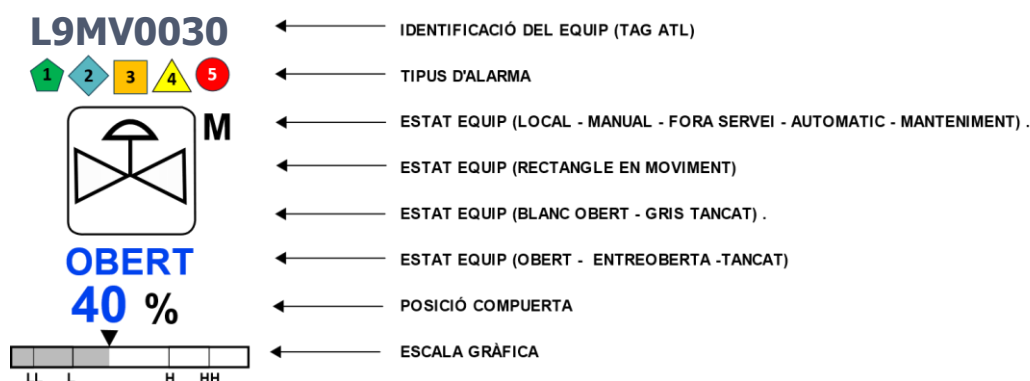 L9MV0030
IDENTIFICACIÓ DEL EQUIP (TAG ATL)
1 2 3 4 5
TIPUS D'ALARMA
M
ESTAT EQUIP (LOCAL - MANUAL - FORA SERVEI - AUTOMATIC - MANTENIMENT) .
ESTAT EQUIP (RECTANGLE EN MOVIMENT)
ESTAT EQUIP (BLANC OBERT - GRIS TANCAT) .
OBERT
ESTAT EQUIP (OBERT - ENTREOBERTA -TANCAT)
40 %
POSICIÓ COMPUERTA
ESCALA GRÀFICA
LL L H HH